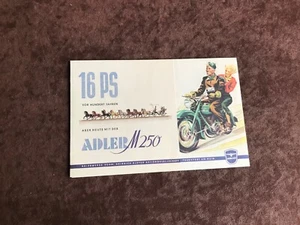 16 PS
VOR HUNDERT JAHREN
ABER HEUTE MIT DER
ADLER M250